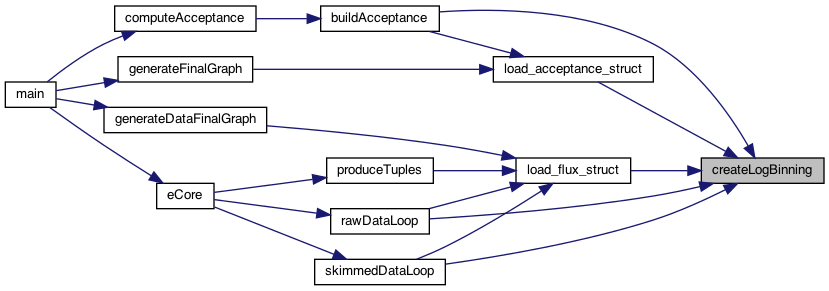 computeAcceptance
buildAcceptance
generateFinalGraph
load_acceptance_struct
main
generateDataFinalGraph
produceTuples
load_flux_struct
createLogBinning
eCore
rawDataLoop
skimmedDataLoop